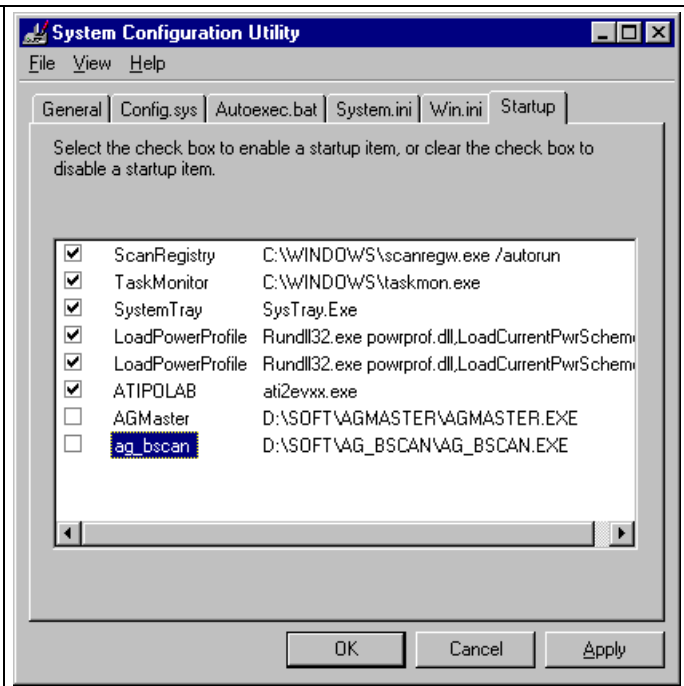 System Configuration Utility
File View Help
General Config.sys Autoexec.bat System.ini Win.ini Startup
Select the check box to enable a startup item, or clear the check box to
disable a startup item.
ScanRegistry C:\WINDOWS\scanregw.exe /autorun
TaskMonitor C:\WINDOWS\taskmon.exe
SystemTray SysTray.Exe
LoadPowerProfile Rundll32.exe powrprof.dll,LoadCurrentPwrScheme
LoadPowerProfile Rundll32.exe powrprof.dll,LoadCurrentPwrScheme
ATIPOLAB ati2evxx.exe
AGMaster D:\SOFT\AGMASTER\AGMASTER.EXE
ag_bscan D:\SOFT\AG_BSCAN\AG_BSCAN.EXE
OK Cancel Apply